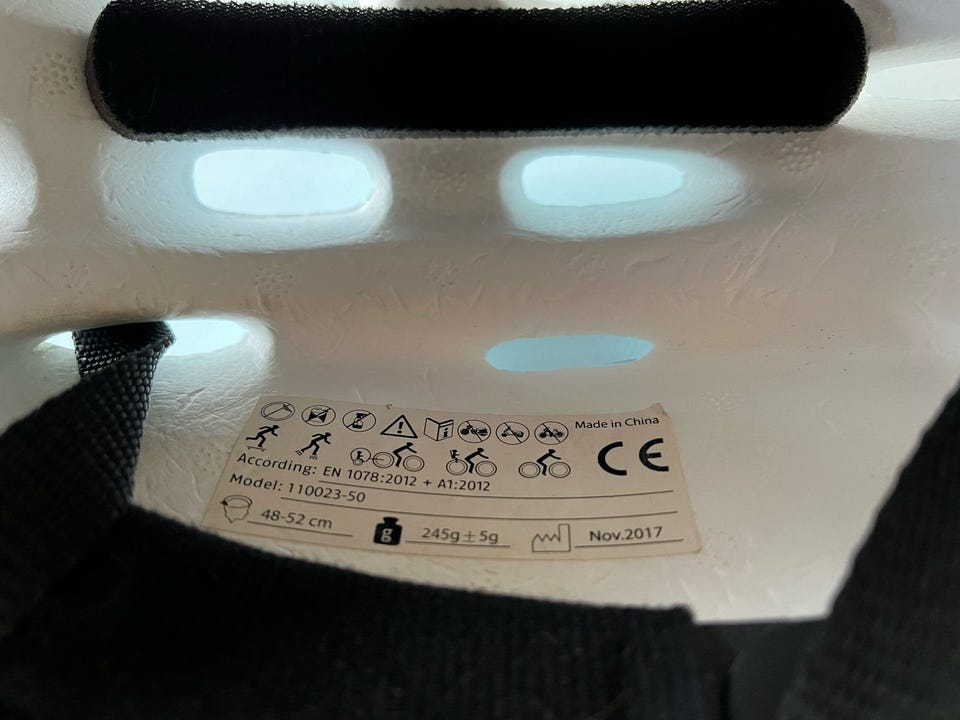 Made in China
CE
According: EN 1078:2012 + A1:2012
Model: 110023-50
48-52 cm
g 245g±5g
Nov.2017